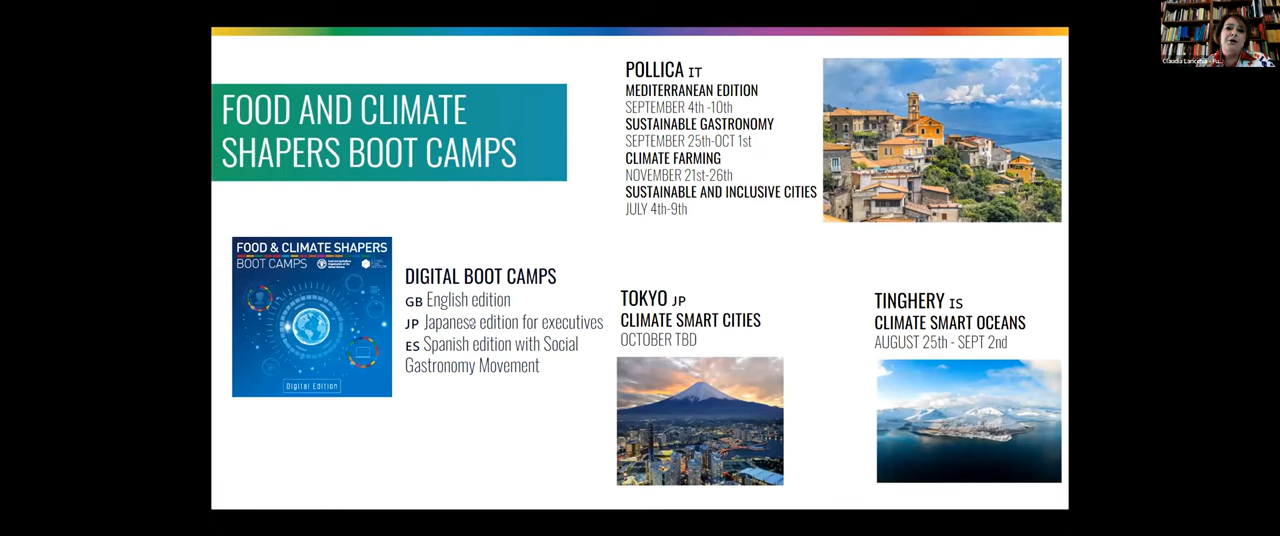 FOOD AND CLIMATE
SHAPERS BOOT CAMPS
POLLICA IT
MEDITERRANEAN EDITION
SEPTEMBER 4th -10th
SUSTAINABLE GASTRONOMY
SEPTEMBER 25th-OCT 1st
CLIMATE FARMING
NOVEMBER 21st-26th
SUSTAINABLE AND INCLUSIVE CITIES
JULY 4th-9th
FOOD & CLIMATE SHAPERS
BOOT CAMPS
Digital Edition
DIGITAL BOOT CAMPS
GB English edition
JP Japanese edition for executives
ES Spanish edition with Social
Gastronomy Movement
TOKYO JP
CLIMATE SMART CITIES
OCTOBER TBD
TINGHERY IS
CLIMATE SMART OCEANS
AUGUST 25th - SEPT 2nd